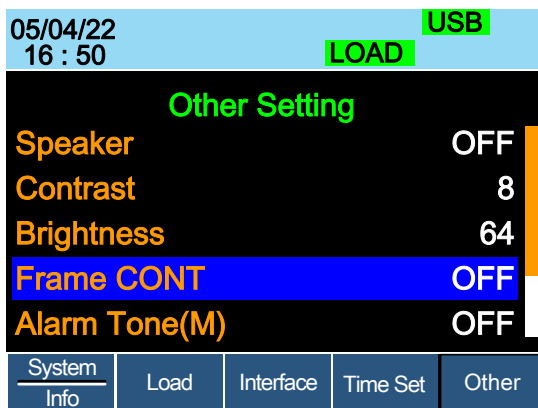 05/04/22 USB
16 : 50 LOAD
Other Setting
Speaker OFF
Contrast 8
Brightness 64
Frame CONT OFF
Alarm Tone(M) OFF
System Load Interface Time Set Other
Info